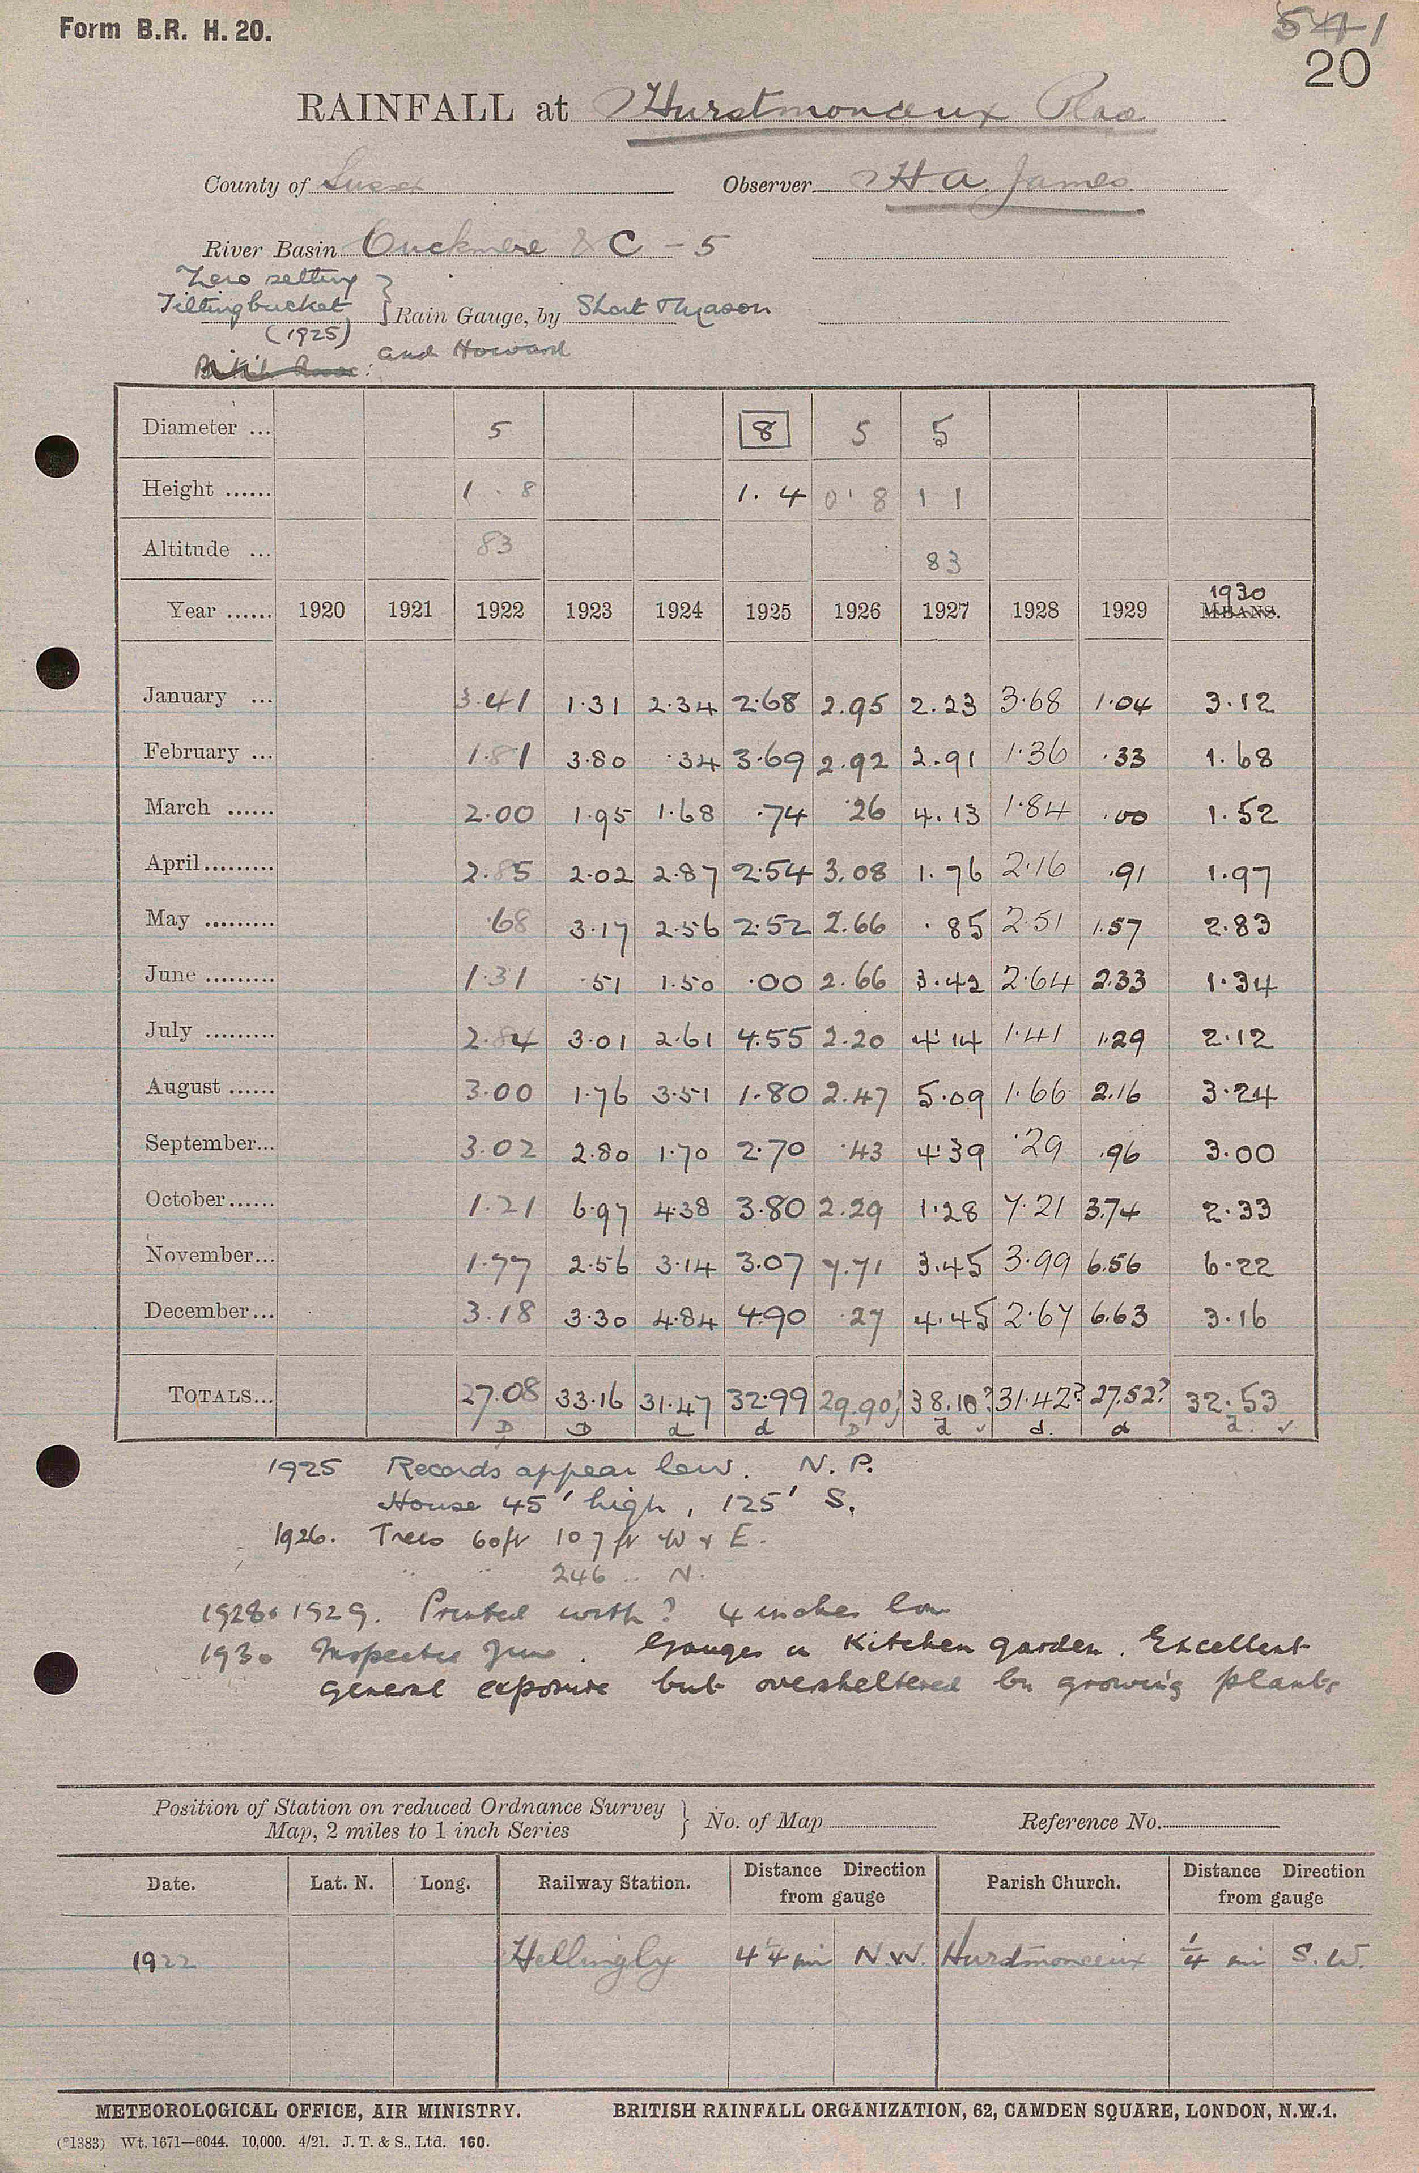 Form B.R. H. 20.
541
20
RAINFALL at Hurstmonceux Place
County of Sussex Observer H A. James
River Basin Cuckmere & C - 5
Zero setting
Tilting bucket } Rain Gauge, by Short & Mason
(1925) and Howard
Diameter ... 5 8 5 5
Height ...... 1 . 8 1. 4 0' 8 1 1
Altitude ... 83 83
1930
Year ...... 1920 1921 1922 1923 1924 1925 1926 1927 1928 1929 MEANS.
January ... 3.41 1.31 2.34 2.68 2.95 2.23 3.68 1.04 3.12
February ... 1.81 3.80 .34 3.69 2.92 2.91 1.36 .33 1.68
March ...... 2.00 1.95 1.68 .74 .26 4.13 1.84 .00 1.52
April ......... 2.85 2.02 2.87 2.54 3.08 1.76 2.16 .91 1.97
May ......... .68 3.17 2.56 2.52 2.66 .85 2.51 1.57 2.83
June ......... 1.31 .51 1.50 .00 2.66 3.42 2.64 2.33 1.34
July ......... 2.84 3.01 2.61 4.55 2.20 4.14 1.41 1.29 2.12
August ...... 3.00 1.76 3.51 1.80 2.47 5.09 1.66 2.16 3.24
September... 3.02 2.80 1.70 2.70 .43 4.39 .29 .96 3.00
October...... 1.21 6.97 4.38 3.80 2.29 1.28 7.21 3.74 2.33
November... 1.77 2.56 3.14 3.07 7.71 3.45 3.99 6.56 6.22
December... 3.18 3.30 4.84 4.90 .27 4.45 2.67 6.63 3.16
TOTALS... 27.08 33.16 31.47 32.99 29.90 38.10? 31.42? 27.52? 32.53
D D d d D d ✓ d. d d. ✓
1925 Records appear low. N. P.
House 45' high, 125' S.
1926. Trees 60 ft 107 ft W & E.
" " 246 .. N.
1928 & 1929. Printed with ? 4 inches low
1930 Inspected June. Gauges in Kitchen garden. Excellent
general exposure but oversheltered by growing plants
Position of Station on reduced Ordnance Survey
Map, 2 miles to 1 inch Series } No. of Map Reference No.
Date. Lat. N. Long. Railway Station. Distance Direction from gauge Parish Church. Distance Direction from gauge
1922 Hellingly 4 1/4 mi N.W. Hurstmonceux 1/4 mi S.W.
METEOROLOGICAL OFFICE, AIR MINISTRY. BRITISH RAINFALL ORGANIZATION, 62, CAMDEN SQUARE, LONDON, N.W.1.
(*1383) Wt. 1671—6044. 10,000. 4/21. J. T. & S., Ltd. 160.